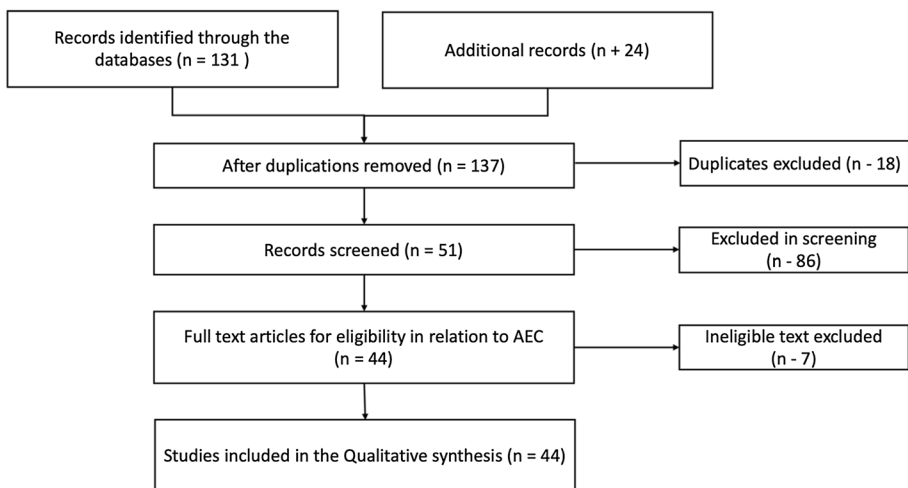 Records identified through the
databases (n = 131 )
Additional records (n + 24)
After duplications removed (n = 137)
Duplicates excluded (n - 18)
Records screened (n = 51)
Excluded in screening
(n - 86)
Full text articles for eligibility in relation to AEC
(n = 44)
Ineligible text excluded
(n - 7)
Studies included in the Qualitative synthesis (n = 44)